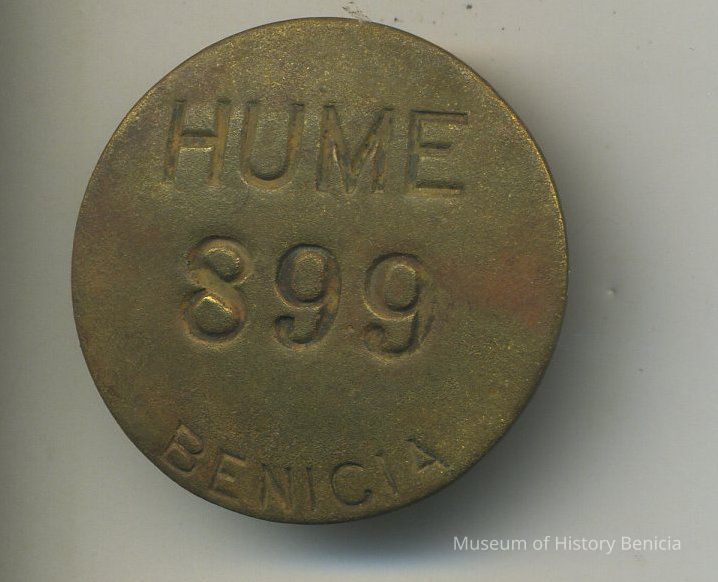 HUME
899
BENICIA
Museum of History Benicia